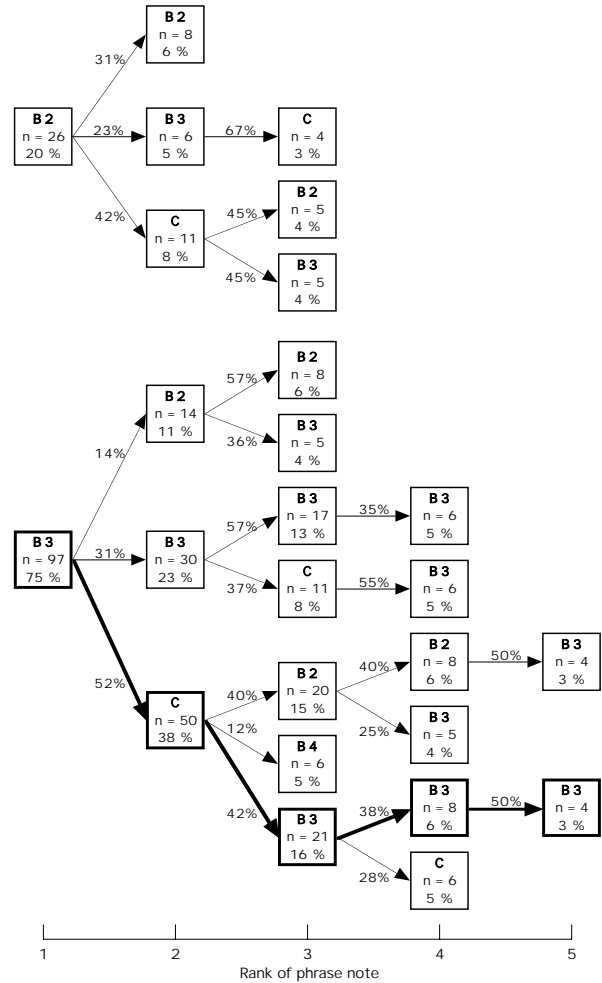 B2
n = 8
6 %
31%
B2
n = 26
20 %
23%
B3
n = 6
5 %
67%
C
n = 4
3 %
42%
C
n = 11
8 %
45%
B2
n = 5
4 %
45%
B3
n = 5
4 %
B2
n = 14
11 %
57%
B2
n = 8
6 %
36%
B3
n = 5
4 %
14%
B3
n = 97
75 %
31%
B3
n = 30
23 %
57%
B3
n = 17
13 %
35%
B3
n = 6
5 %
37%
C
n = 11
8 %
55%
B3
n = 6
5 %
52%
C
n = 50
38 %
40%
B2
n = 20
15 %
40%
B2
n = 8
6 %
50%
B3
n = 4
3 %
25%
B3
n = 5
4 %
12%
B4
n = 6
5 %
42%
B3
n = 21
16 %
38%
B3
n = 8
6 %
50%
B3
n = 4
3 %
28%
C
n = 6
5 %
1 2 3 4 5
Rank of phrase note